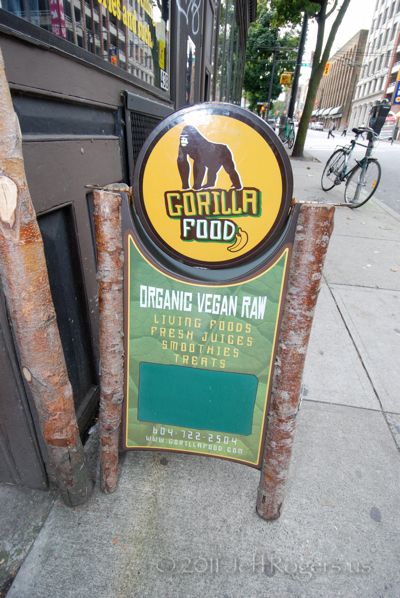 GORILLA
FOOD
ORGANIC VEGAN RAW
LIVING FOODS
FRESH JUICES
SMOOTHIES
TREATS
604-722-2504
WWW.GORILLAFOOD.COM
© 2011 JeffRogers.us